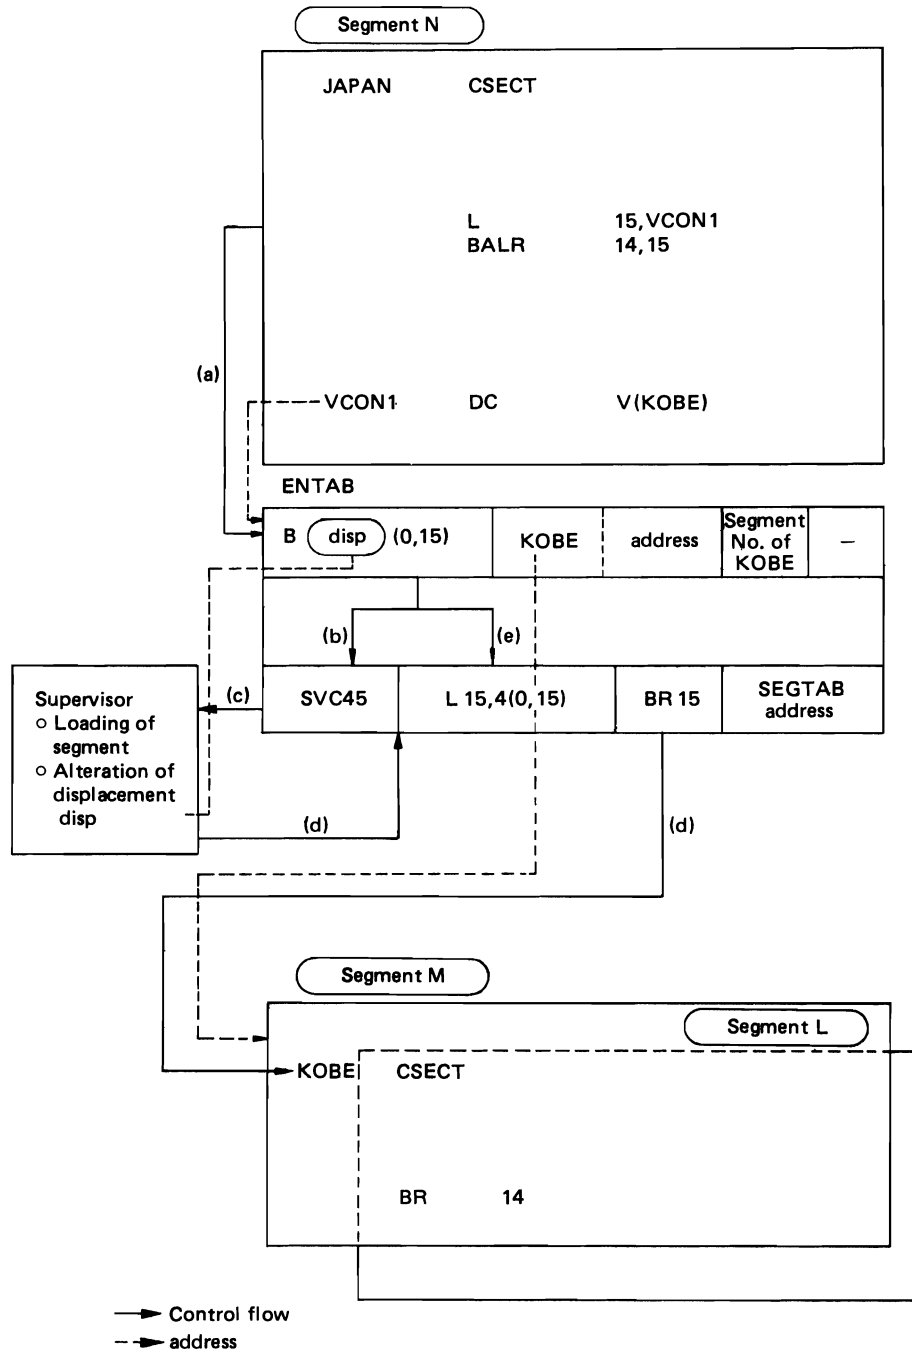 Segment N
JAPAN CSECT
L 15,VCON1
BALR 14,15
(a)
VCON1 DC V(KOBE)
ENTAB
B disp (0,15) KOBE address Segment No. of KOBE –
(b) (e)
SVC45 L 15,4(0,15) BR 15 SEGTAB address
(c)
Supervisor
○ Loading of
segment
○ Alteration of
displacement
disp
(d) (d)
Segment M
Segment L
KOBE CSECT
BR 14
Control flow
address